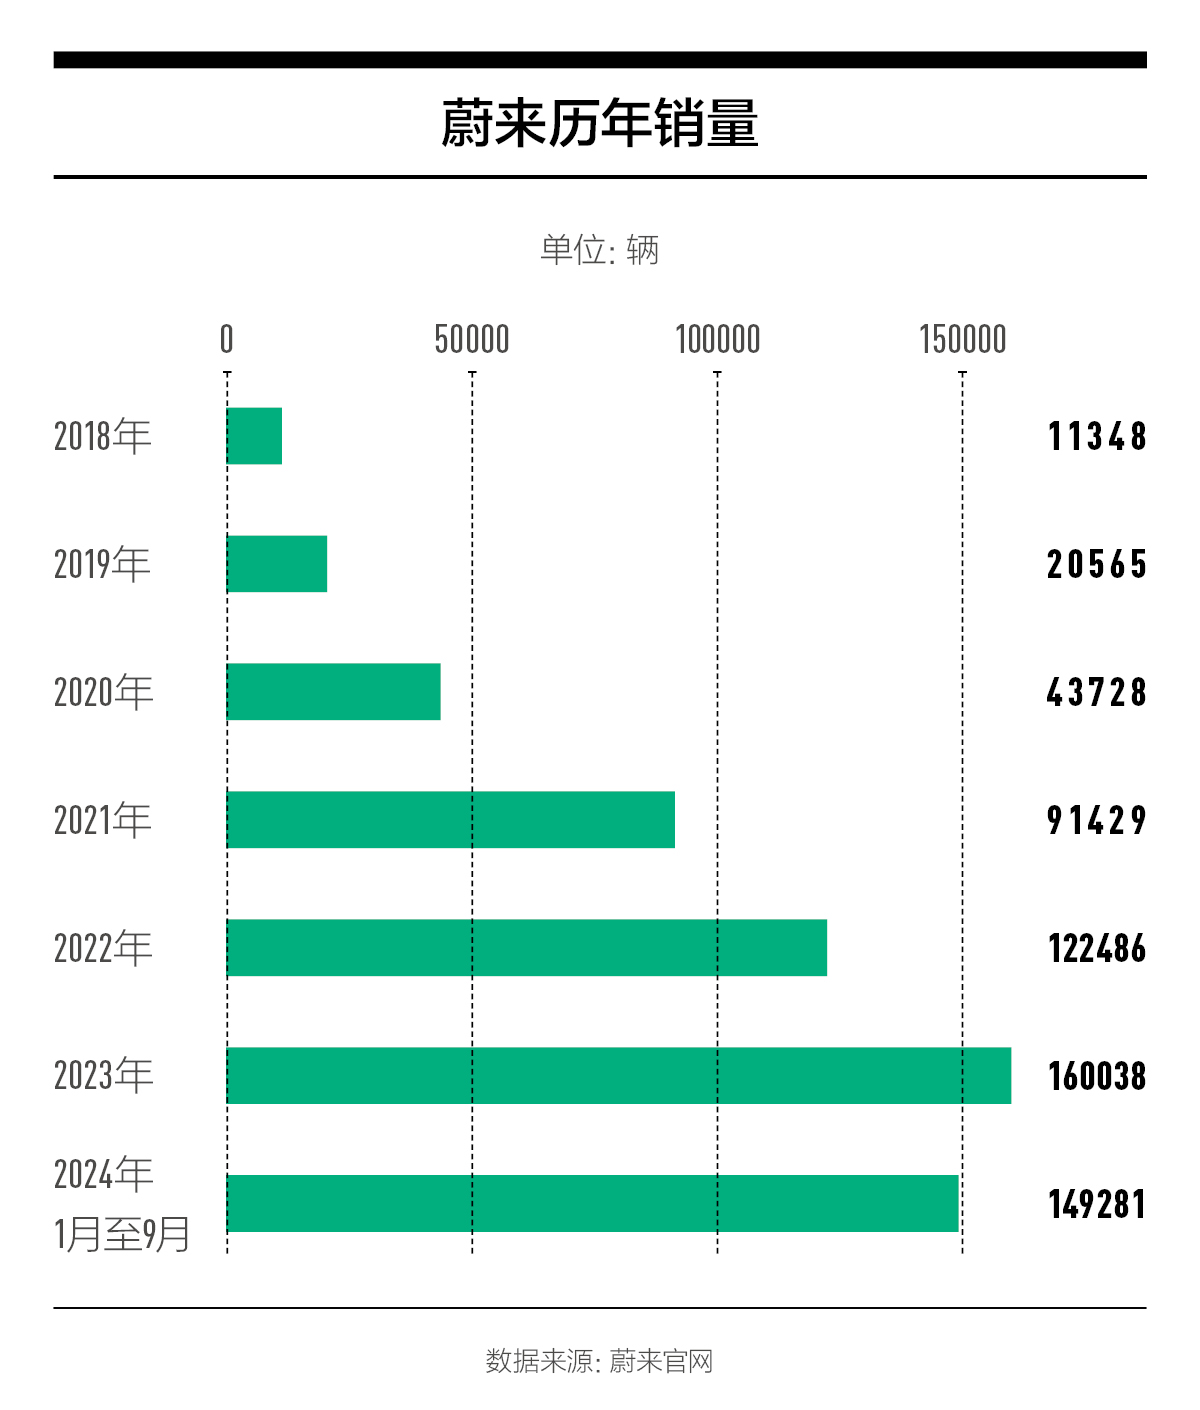 蔚来历年销量
单位: 辆
0 50000 100000 150000
2018年 11348
2019年 20565
2020年 43728
2021年 91429
2022年 122486
2023年 160038
2024年
1月至9月 149281
数据来源: 蔚来官网